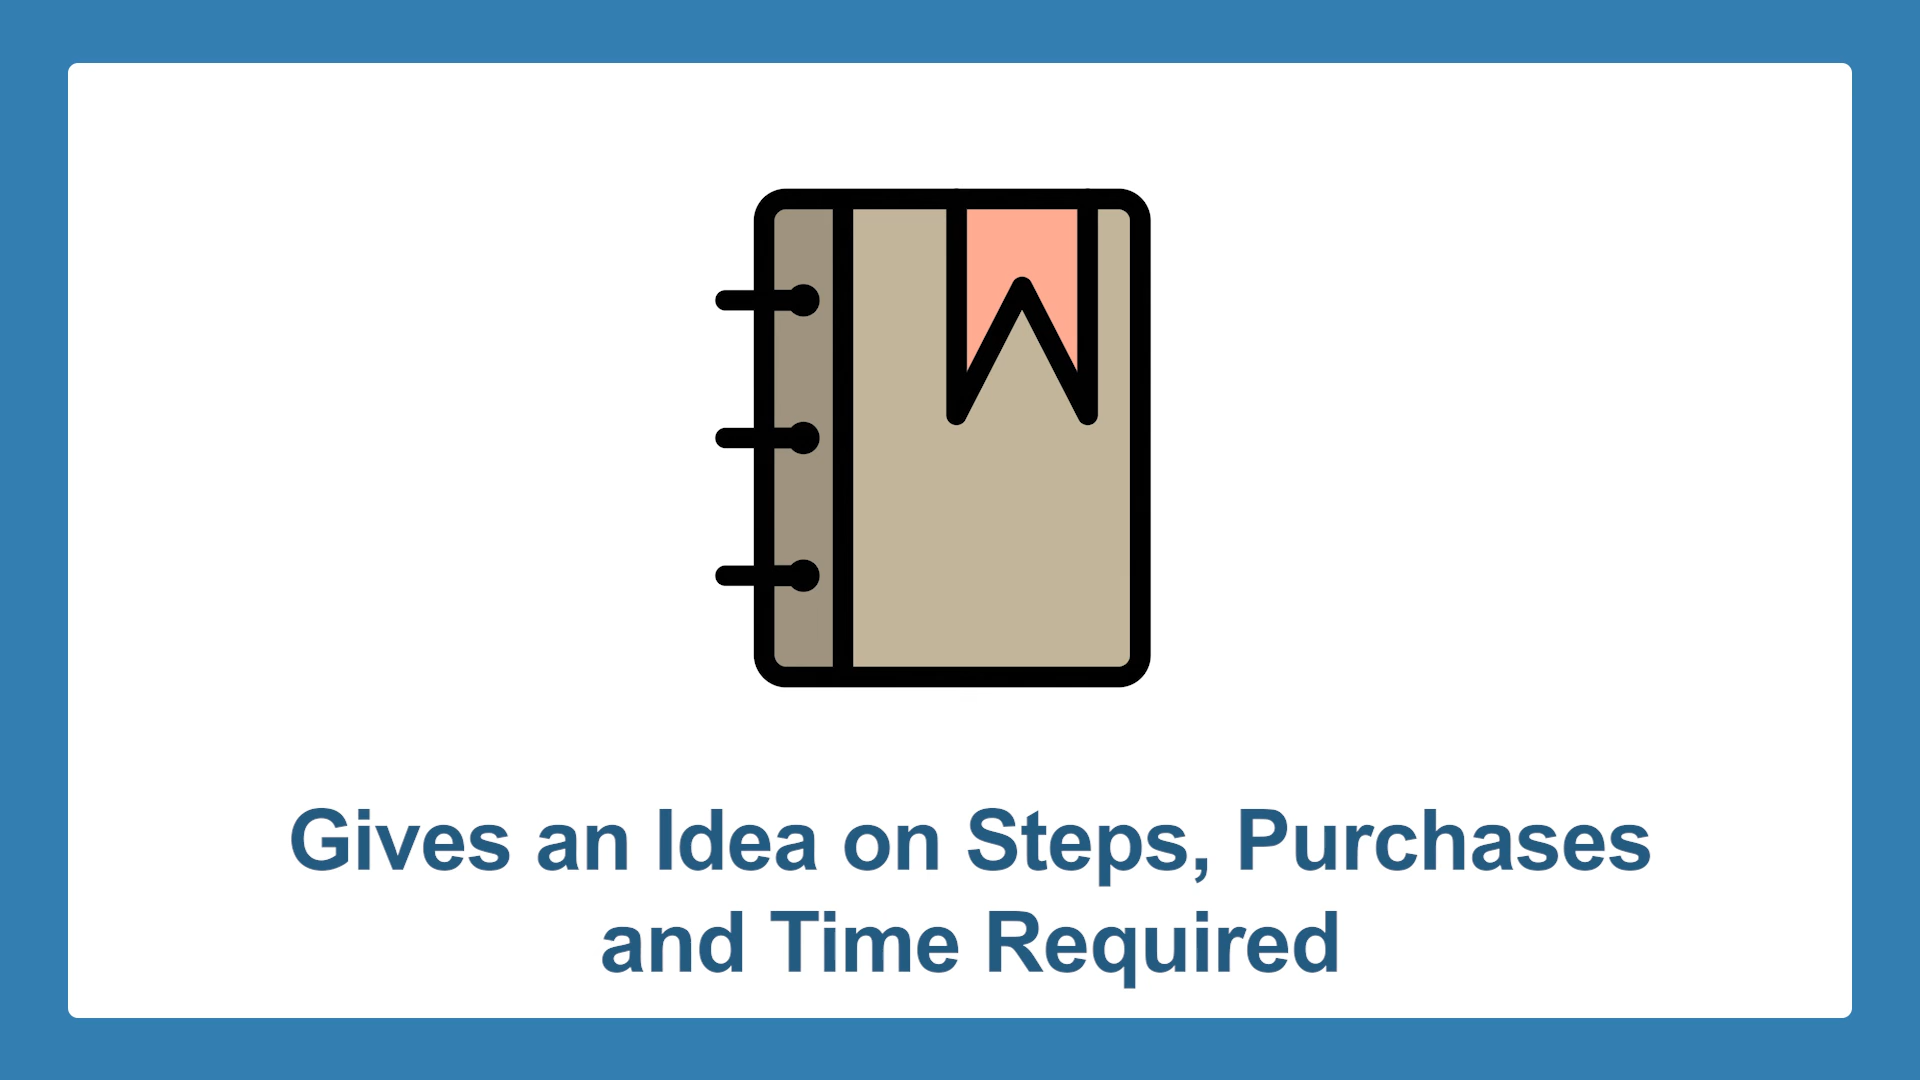 Gives an Idea on Steps, Purchases
and Time Required